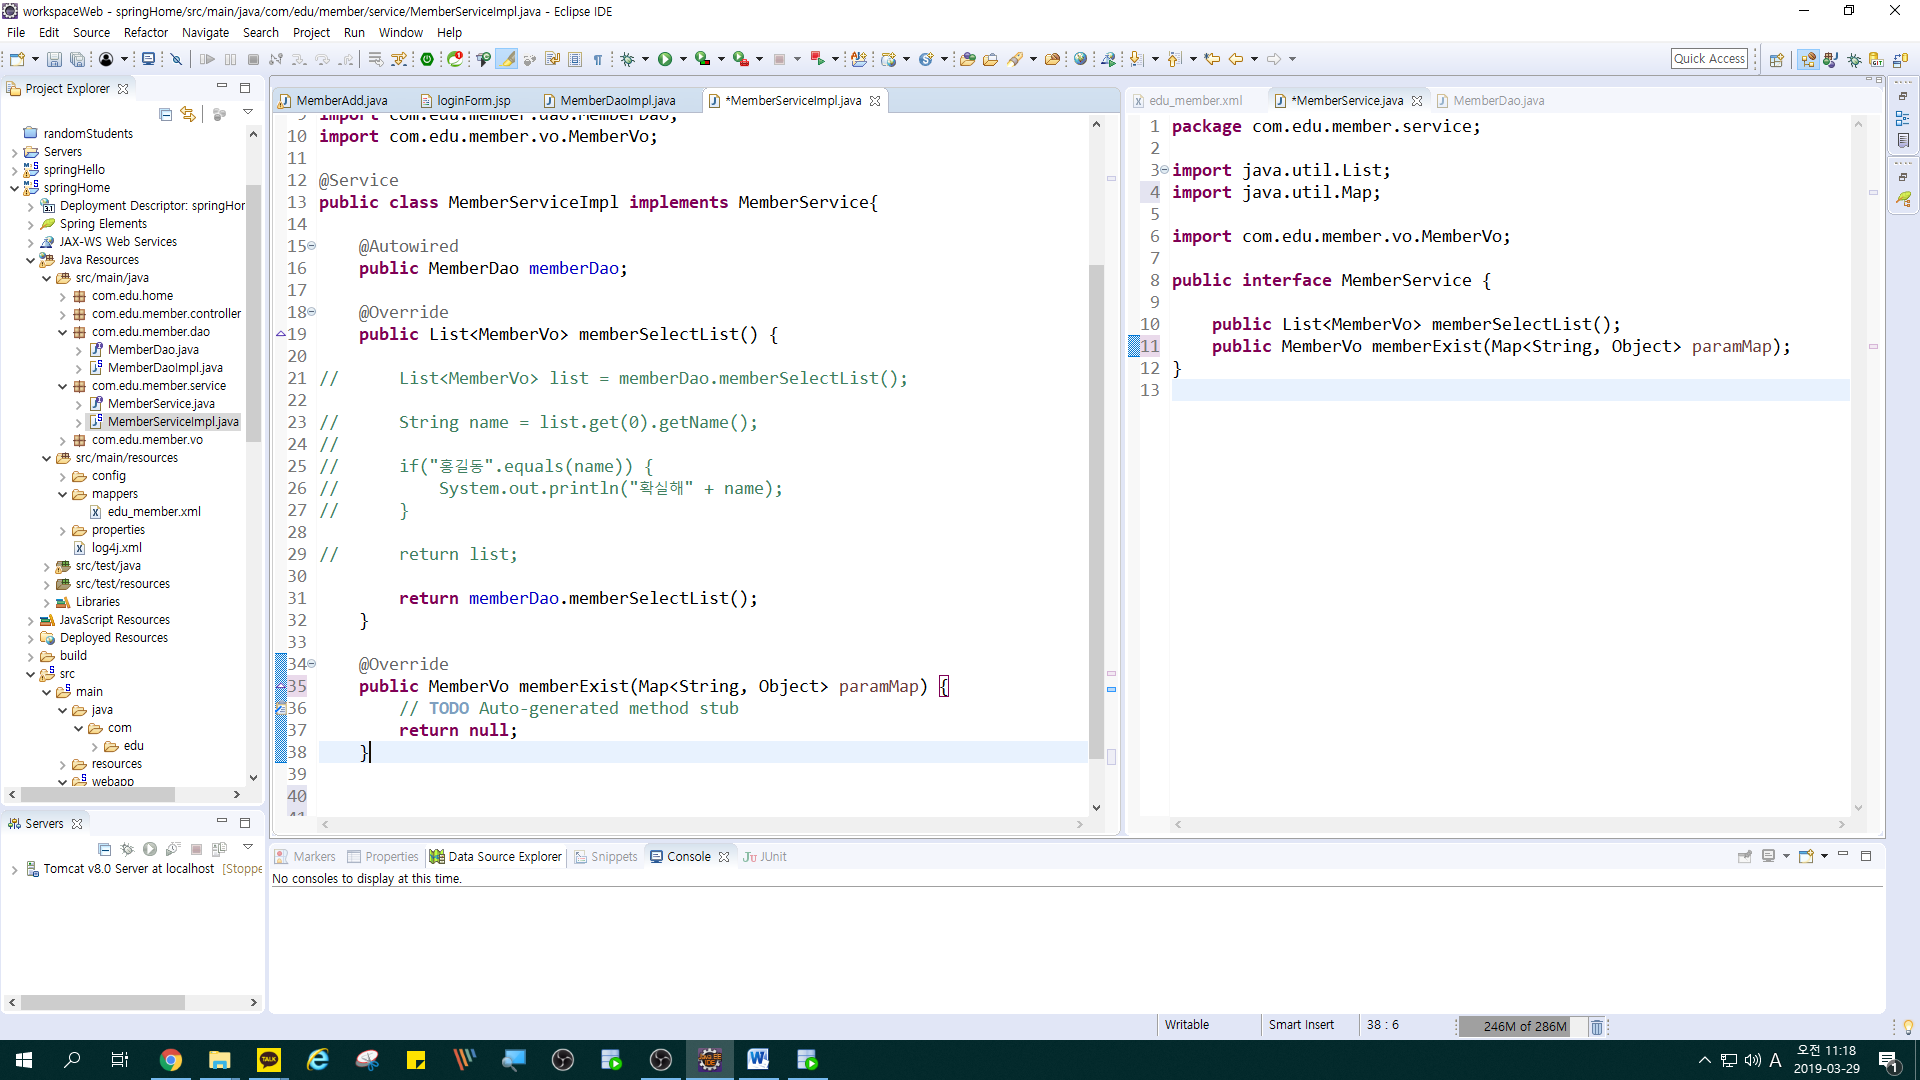 workspaceWeb - springHome/src/main/java/com/edu/member/service/MemberServiceImpl.java - Eclipse IDE
File Edit Source Refactor Navigate Search Project Run Window Help
Quick Access
Project Explorer
randomStudents
Servers
springHello
springHome
Deployment Descriptor: springHor
Spring Elements
JAX-WS Web Services
Java Resources
src/main/java
com.edu.home
com.edu.member.controller
com.edu.member.dao
MemberDao.java
MemberDaoImpl.java
com.edu.member.service
MemberService.java
MemberServiceImpl.java
com.edu.member.vo
src/main/resources
config
mappers
edu_member.xml
properties
log4j.xml
src/test/java
src/test/resources
Libraries
JavaScript Resources
Deployed Resources
build
src
main
java
com
edu
resources
webapp
Servers
Tomcat v8.0 Server at localhost [Stoppe
MemberAdd.java loginForm.jsp MemberDaoImpl.java *MemberServiceImpl.java
9 import com.edu.member.dao.MemberDao;
10 import com.edu.member.vo.MemberVo;
11
12 @Service
13 public class MemberServiceImpl implements MemberService{
14
15 @Autowired
16 public MemberDao memberDao;
17
18 @Override
19 public List<MemberVo> memberSelectList() {
20
21 // List<MemberVo> list = memberDao.memberSelectList();
22
23 // String name = list.get(0).getName();
24 //
25 // if("홍길동".equals(name)) {
26 // System.out.println("확실해" + name);
27 // }
28
29 // return list;
30
31 return memberDao.memberSelectList();
32 }
33
34 @Override
35 public MemberVo memberExist(Map<String, Object> paramMap) {
36 // TODO Auto-generated method stub
37 return null;
38 }
39
40
41
edu_member.xml *MemberService.java MemberDao.java
1 package com.edu.member.service;
2
3 import java.util.List;
4 import java.util.Map;
5
6 import com.edu.member.vo.MemberVo;
7
8 public interface MemberService {
9
10 public List<MemberVo> memberSelectList();
11 public MemberVo memberExist(Map<String, Object> paramMap);
12 }
13
Markers Properties Data Source Explorer Snippets Console JUnit
No consoles to display at this time.
Writable Smart Insert 38 : 6 246M of 286M
TALK
A 오전 11:18
2019-03-29
1